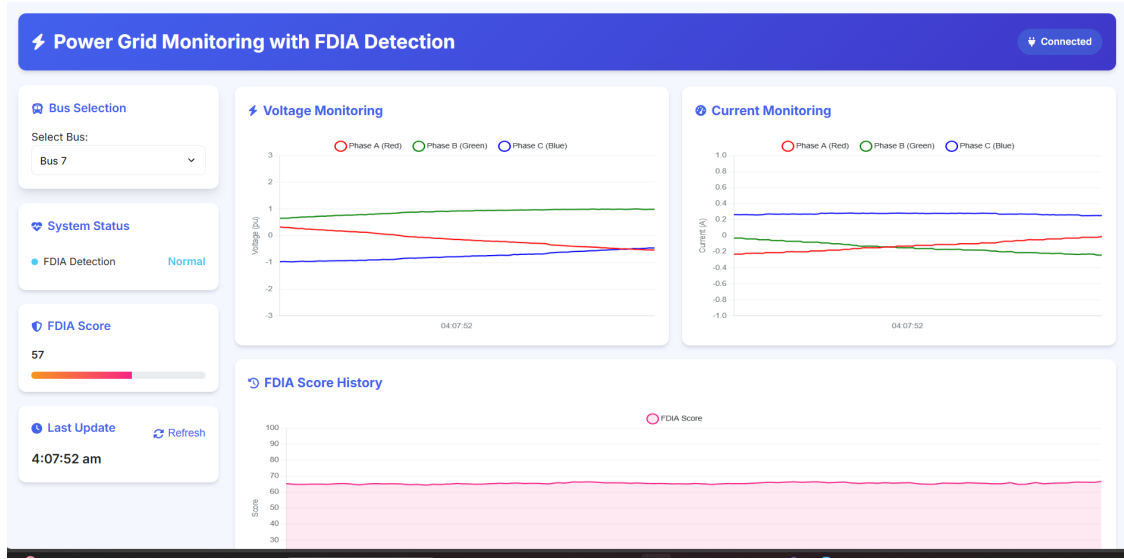 Power Grid Monitoring with FDIA Detection
Connected
Bus Selection
Select Bus:
Bus 7
System Status
FDIA Detection Normal
FDIA Score
57
Last Update
Refresh
4:07:52 am
Voltage Monitoring
Phase A (Red) Phase B (Green) Phase C (Blue)
Voltage (pu)
3
2
1
0
-1
-2
-3
04:07:52
Current Monitoring
Phase A (Red) Phase B (Green) Phase C (Blue)
Current (A)
1.0
0.8
0.6
0.4
0.2
0
-0.2
-0.4
-0.6
-0.8
-1.0
04:07:52
FDIA Score History
FDIA Score
Score
100
90
80
70
60
50
40
30